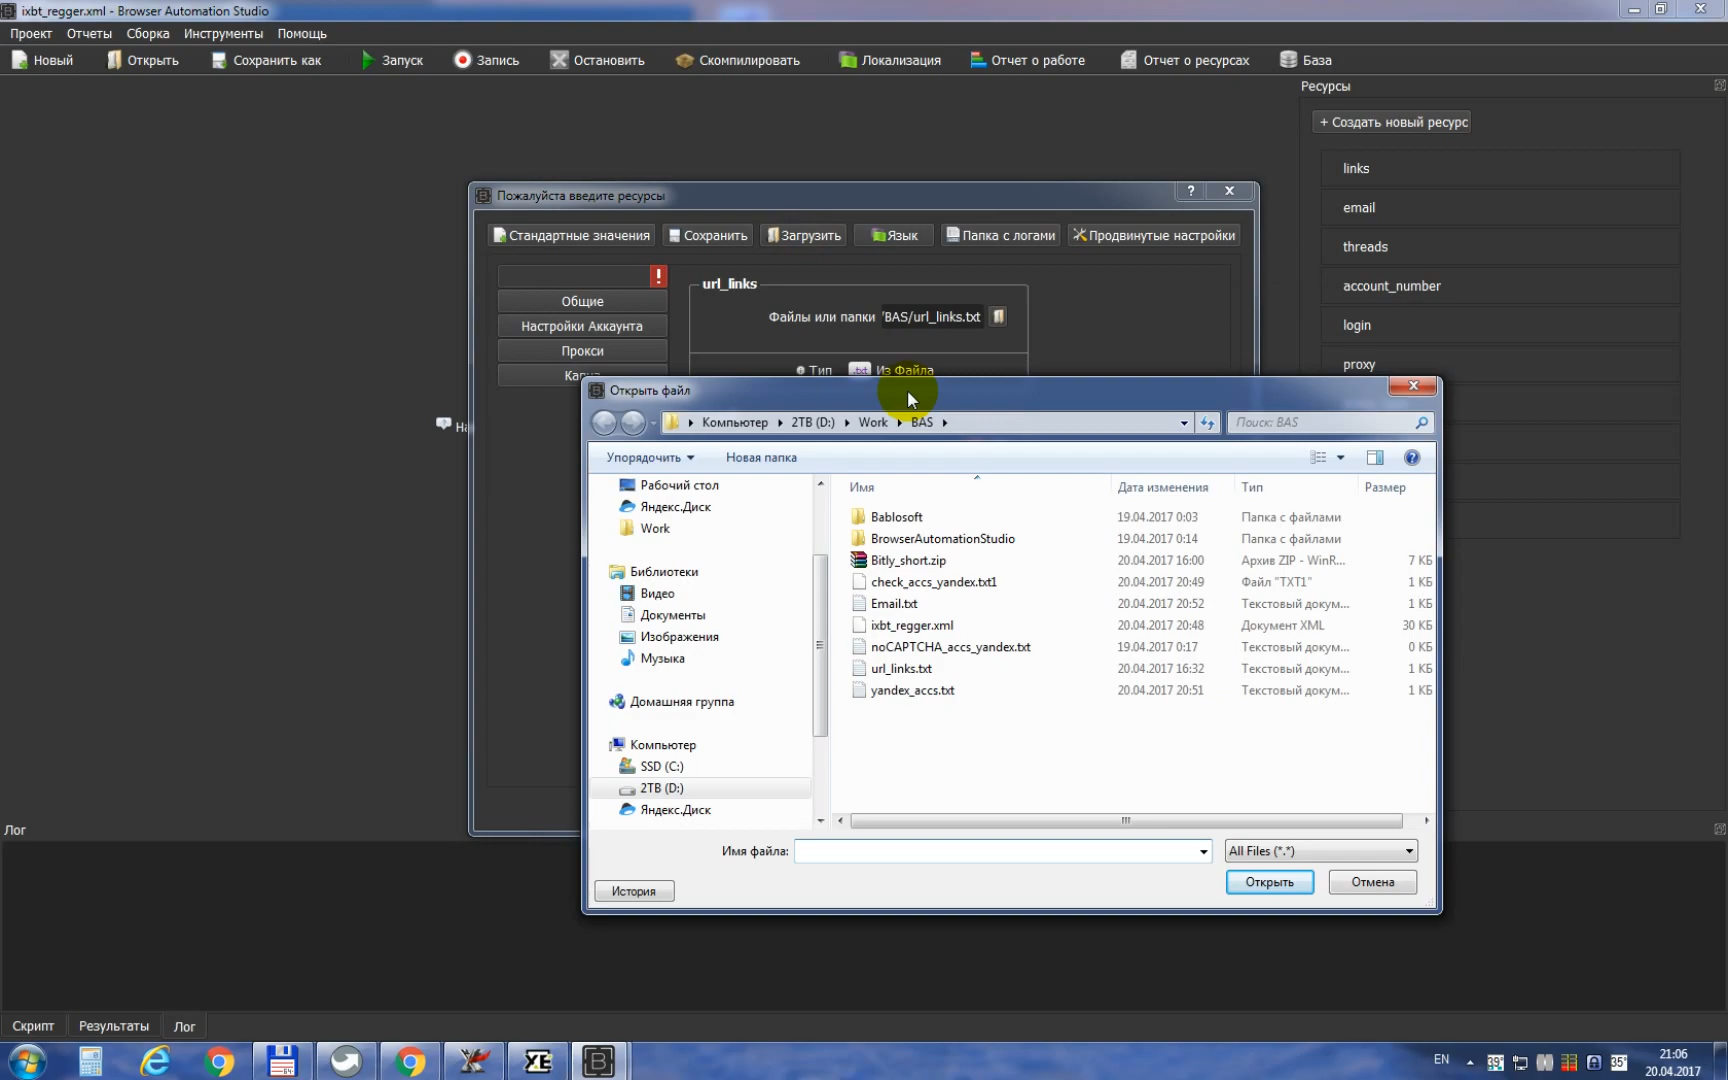 ixbt_regger.xml - Browser Automation Studio
Проект Отчеты Сборка Инструменты Помощь
Новый Открыть Сохранить как Запуск Запись Остановить Скомпилировать Локализация Отчет о работе Отчет о ресурсах База
Ресурсы
+ Создать новый ресурс
links
email
threads
account_number
login
proxy
Пожалуйста введите ресурсы
?
Стандартные значения Сохранить Загрузить Язык Папка с логами Продвинутые настройки
!
Общие
Настройки Аккаунта
Прокси
url_links
Файлы или папки 'BAS/url_links.txt
Тип .txt Из Файла
Открыть файл
Компьютер 2TB (D:) Work BAS
Поиск: BAS
Упорядочить Новая папка
Рабочий стол
Яндекс.Диск
Work
Библиотеки
Видео
Документы
Изображения
Музыка
Домашняя группа
Компьютер
SSD (C:)
2TB (D:)
Яндекс.Диск
Имя Дата изменения Тип Размер
Bablosoft 19.04.2017 0:03 Папка с файлами
BrowserAutomationStudio 19.04.2017 0:14 Папка с файлами
Bitly_short.zip 20.04.2017 16:00 Архив ZIP - WinR... 7 КБ
check_accs_yandex.txt1 20.04.2017 20:49 Файл "TXT1" 1 КБ
Email.txt 20.04.2017 20:52 Текстовый докум... 1 КБ
ixbt_regger.xml 20.04.2017 20:48 Документ XML 30 КБ
noCAPTCHA_accs_yandex.txt 19.04.2017 0:17 Текстовый докум... 0 КБ
url_links.txt 20.04.2017 16:32 Текстовый докум... 1 КБ
yandex_accs.txt 20.04.2017 20:51 Текстовый докум... 1 КБ
Имя файла:
All Files (*.*)
История
Открыть Отмена
Лог
Скрипт Результаты Лог
EN
39°
35°
21:06
20.04.2017